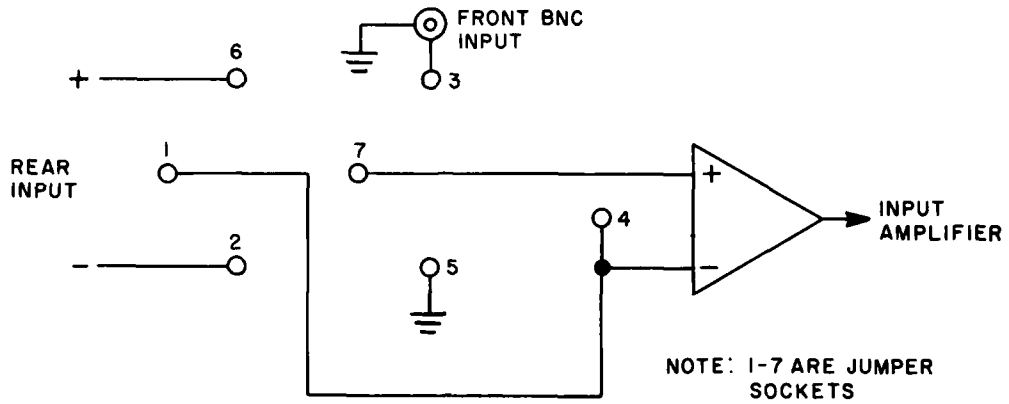 FRONT BNC
INPUT
6
+
3
1
7
REAR
INPUT
+
4
INPUT
AMPLIFIER
2
-
5
-
NOTE: 1-7 ARE JUMPER
SOCKETS